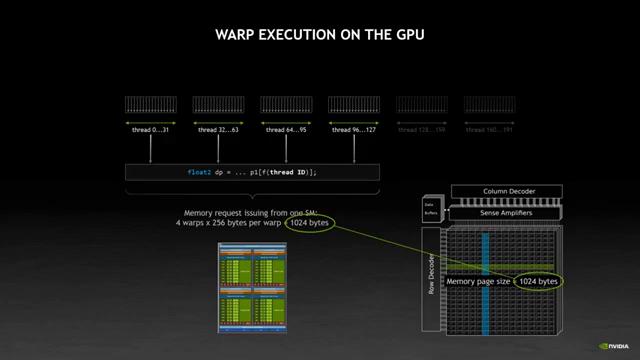 WARP EXECUTION ON THE GPU
thread 0...31
thread 32...63
thread 64...95
thread 96...127
thread 128...159
thread 160...191
float2 dp = ... p1[f(thread ID)];
Memory request issuing from one SM:
4 warps x 256 bytes per warp = 1024 bytes
Column Decoder
Data
Buffers
Sense Amplifiers
Row Decoder
Memory page size = 1024 bytes
NVIDIA